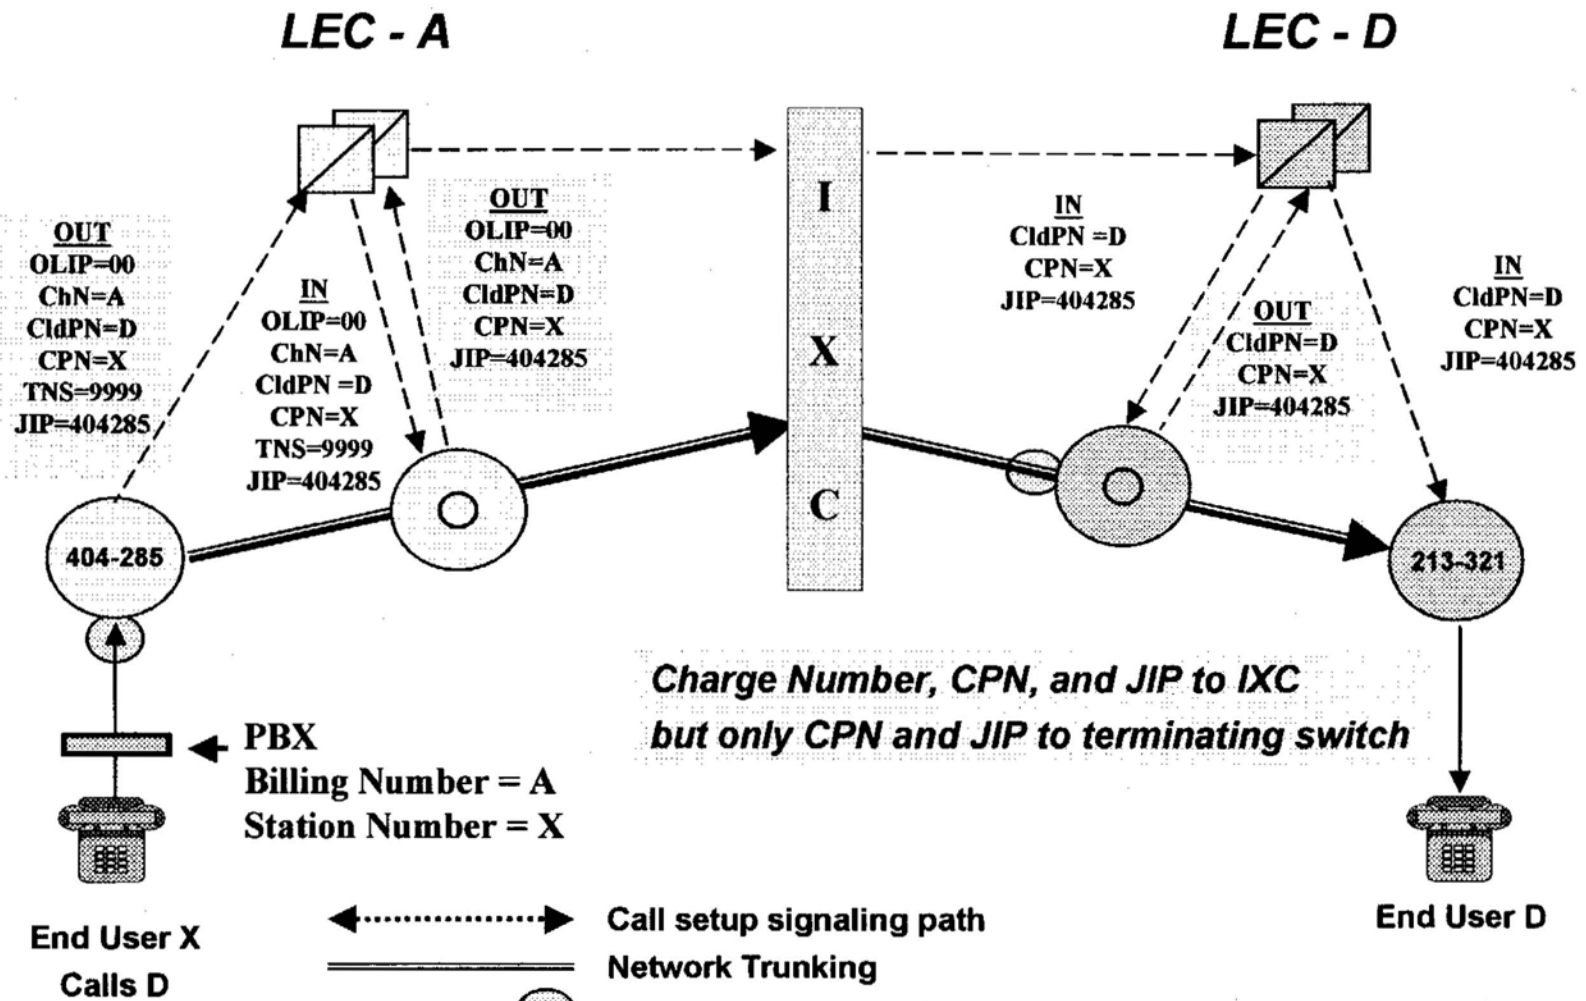 LEC - A
LEC - D
OUT
OLIP=00
ChN=A
CldPN=D
CPN=X
TNS=9999
JIP=404285
IN
OLIP=00
ChN=A
CldPN =D
CPN=X
TNS=9999
JIP=404285
OUT
OLIP=00
ChN=A
CldPN=D
CPN=X
JIP=404285
I
X
C
IN
CldPN =D
CPN=X
JIP=404285
OUT
CldPN=D
CPN=X
JIP=404285
IN
CldPN=D
CPN=X
JIP=404285
404-285
213-321
Charge Number, CPN, and JIP to IXC
but only CPN and JIP to terminating switch
PBX
Billing Number = A
Station Number = X
End User X
Calls D
End User D
Call setup signaling path
Network Trunking